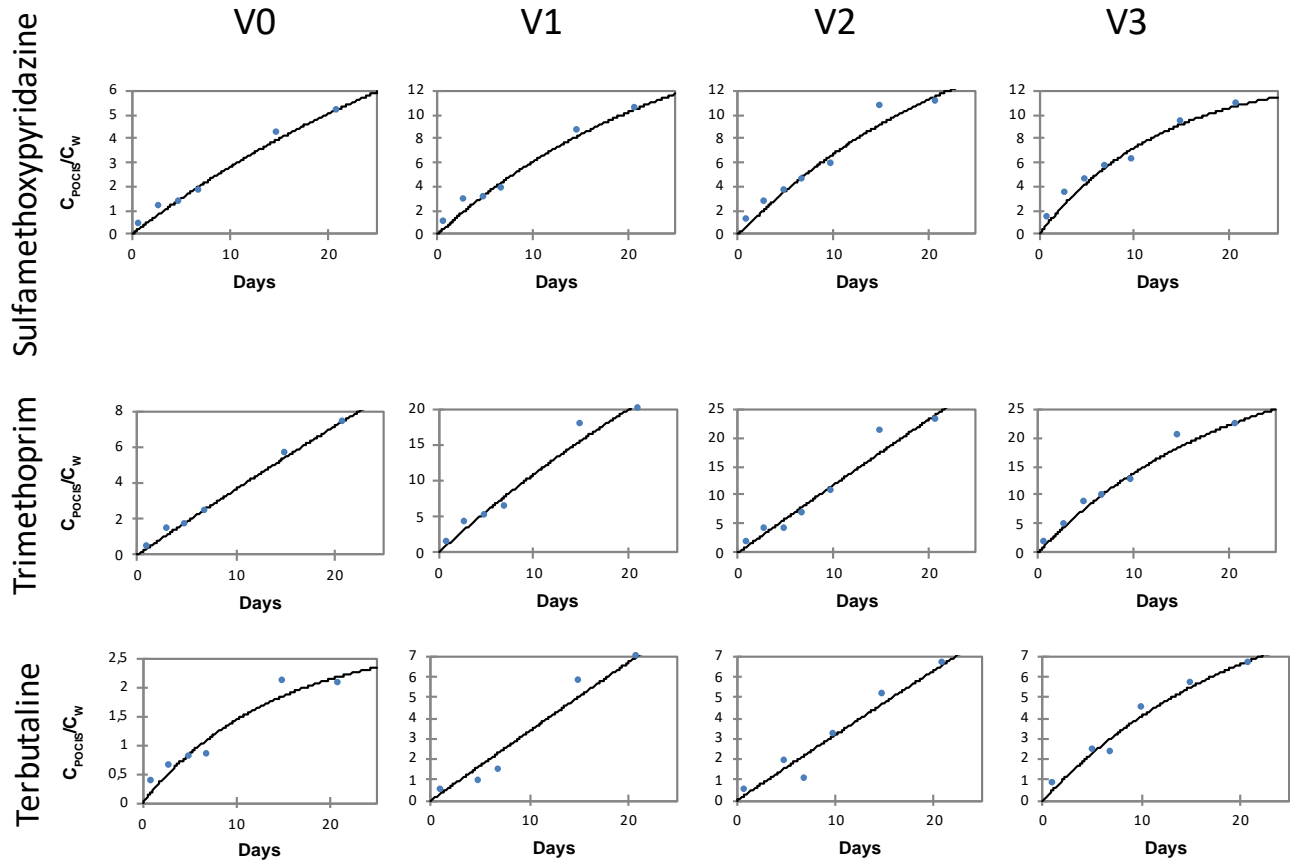 V0 V1 V2 V3
Sulfamethoxypyridazine
C_POCIS/C_W
6 5 4 3 2 1 0
0 10 20
Days
12 10 8 6 4 2 0
0 10 20
Days
12 10 8 6 4 2 0
0 10 20
Days
12 10 8 6 4 2 0
0 10 20
Days
Trimethoprim
C_POCIS/C_W
8 6 4 2 0
0 10 20
Days
20 15 10 5 0
0 10 20
Days
25 20 15 10 5 0
0 10 20
Days
25 20 15 10 5 0
0 10 20
Days
Terbutaline
C_POCIS/C_W
2,5 2 1,5 1 0,5 0
0 10 20
Days
7 6 5 4 3 2 1 0
0 10 20
Days
7 6 5 4 3 2 1 0
0 10 20
Days
7 6 5 4 3 2 1 0
0 10 20
Days